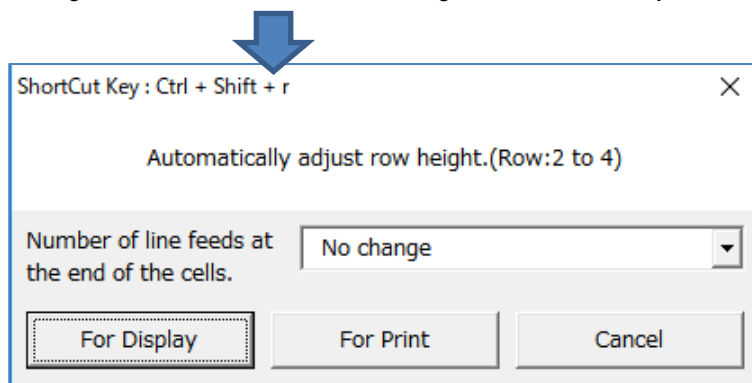 ShortCut Key : Ctrl + Shift + r
Automatically adjust row height.(Row:2 to 4)
Number of line feeds at
the end of the cells.
No change
For Display
For Print
Cancel